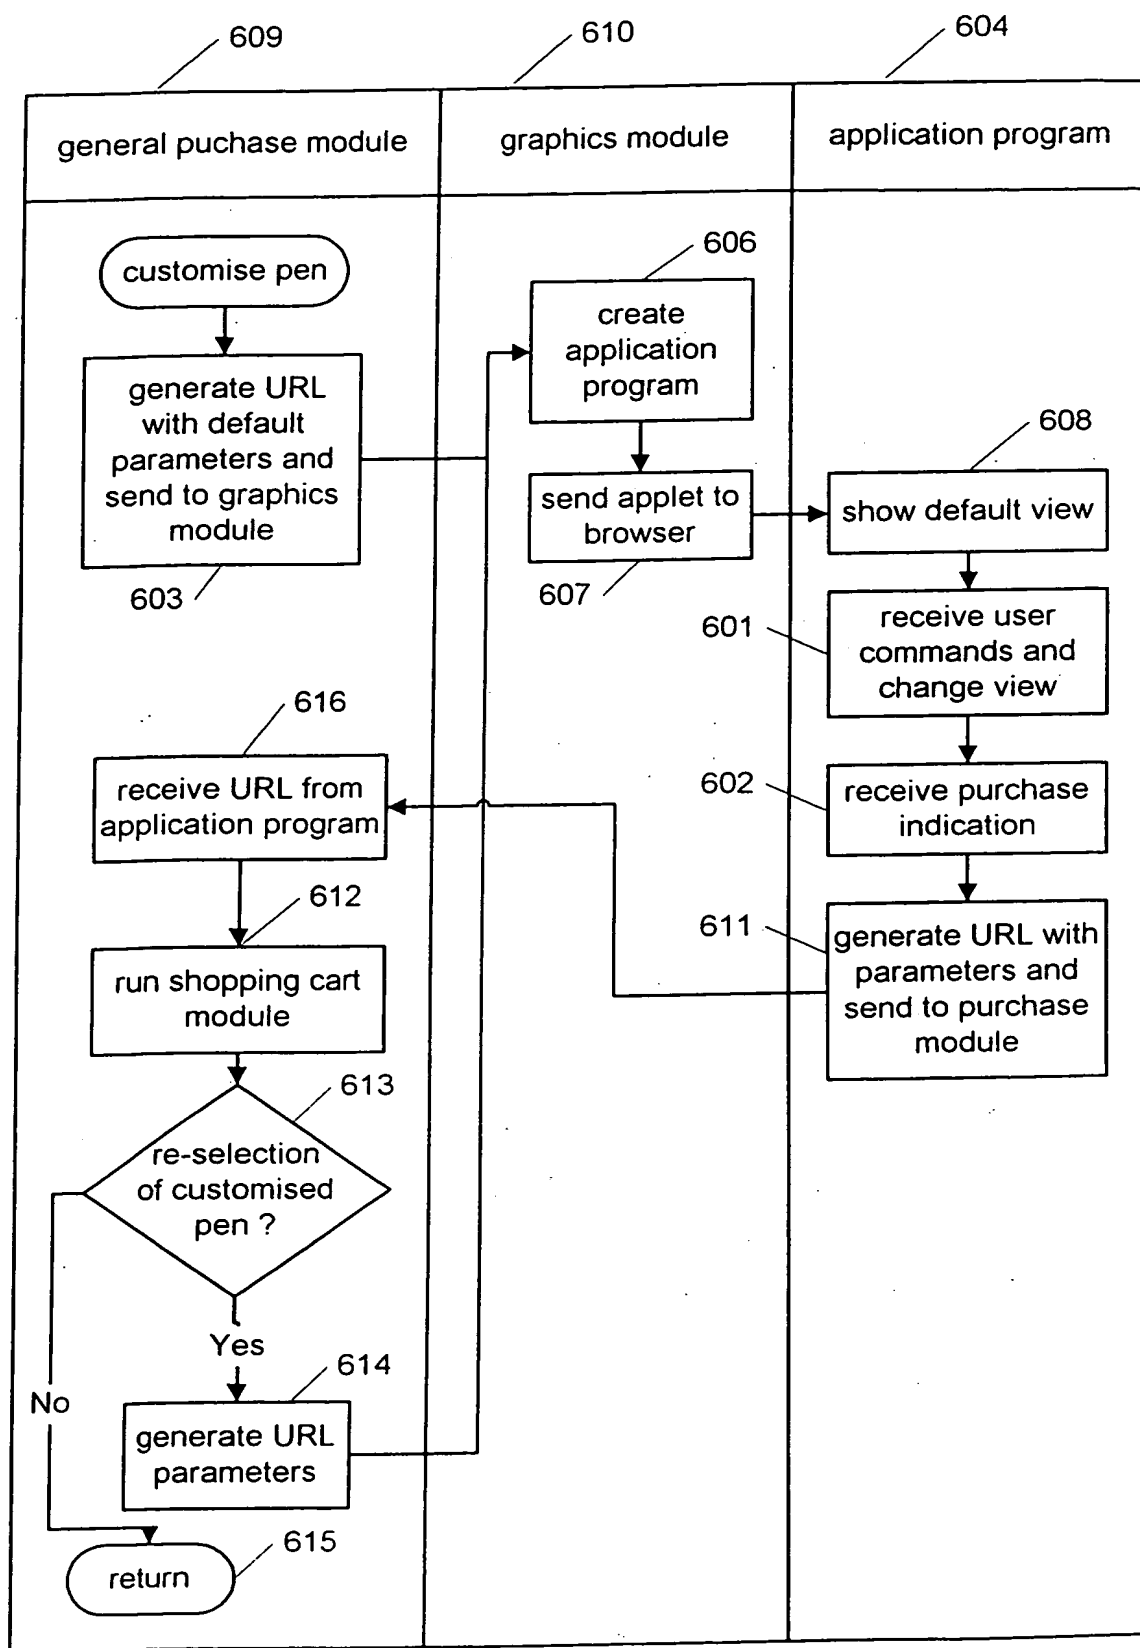 609
610
604
general puchase module
graphics module
application program
customise pen
generate URL
with default
parameters and
send to graphics
module
603
606
create
application
program
send applet to
browser
607
608
show default view
601
receive user
commands and
change view
602
receive purchase
indication
611
generate URL with
parameters and
send to purchase
module
616
receive URL from
application program
612
run shopping cart
module
613
re-selection
of customised
pen ?
Yes
No
614
generate URL
parameters
615
return